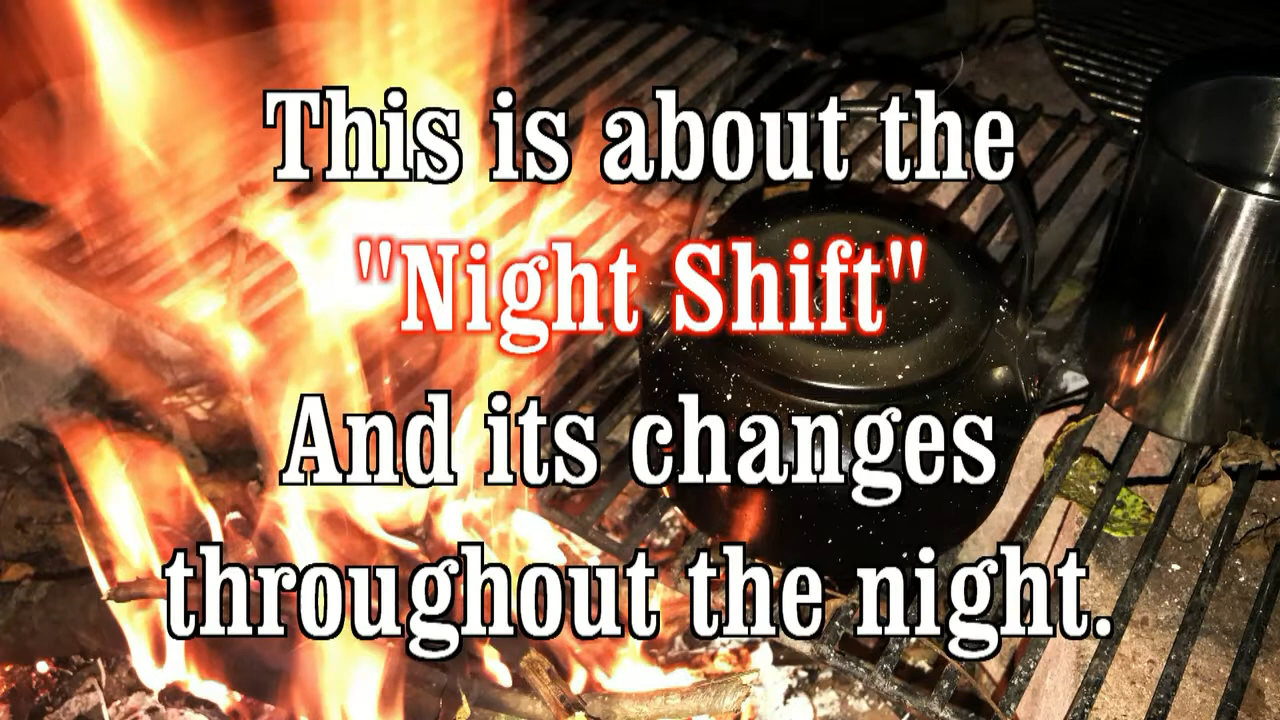 This is about the
"Night Shift"
And its changes
throughout the night.